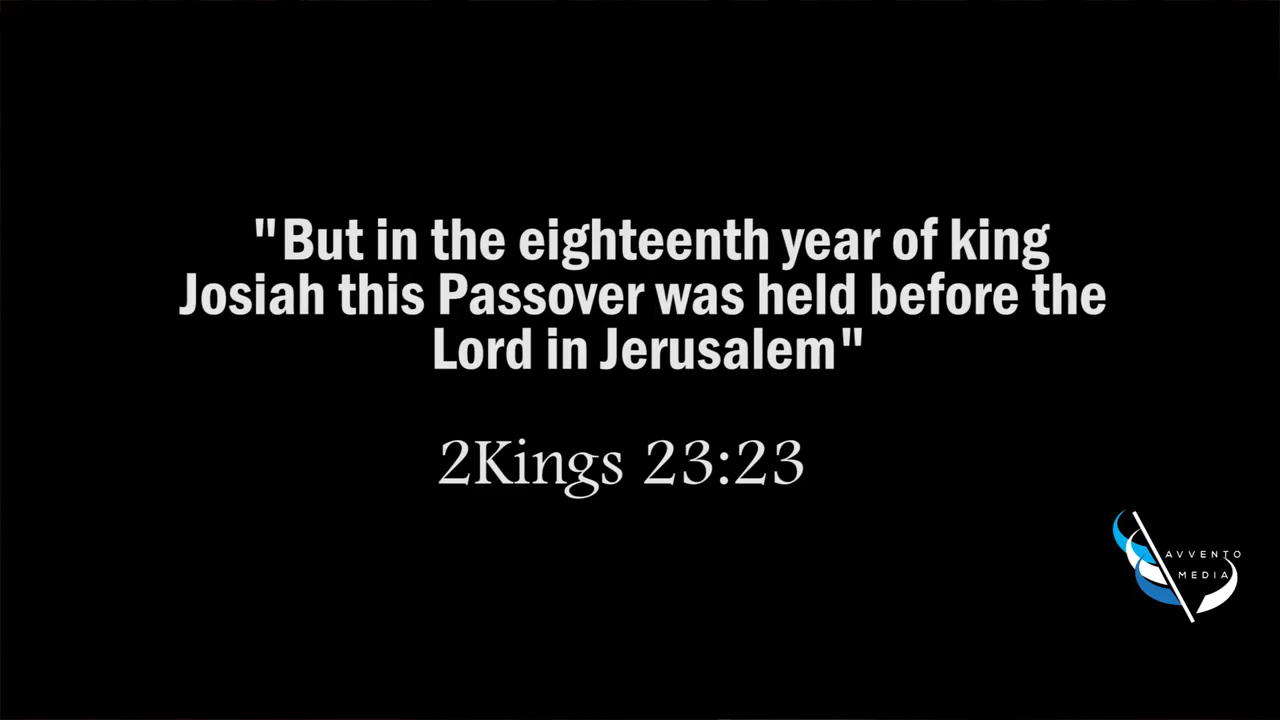 "But in the eighteenth year of king
Josiah this Passover was held before the
Lord in Jerusalem"
2Kings 23:23
AVVENTO
MEDIA